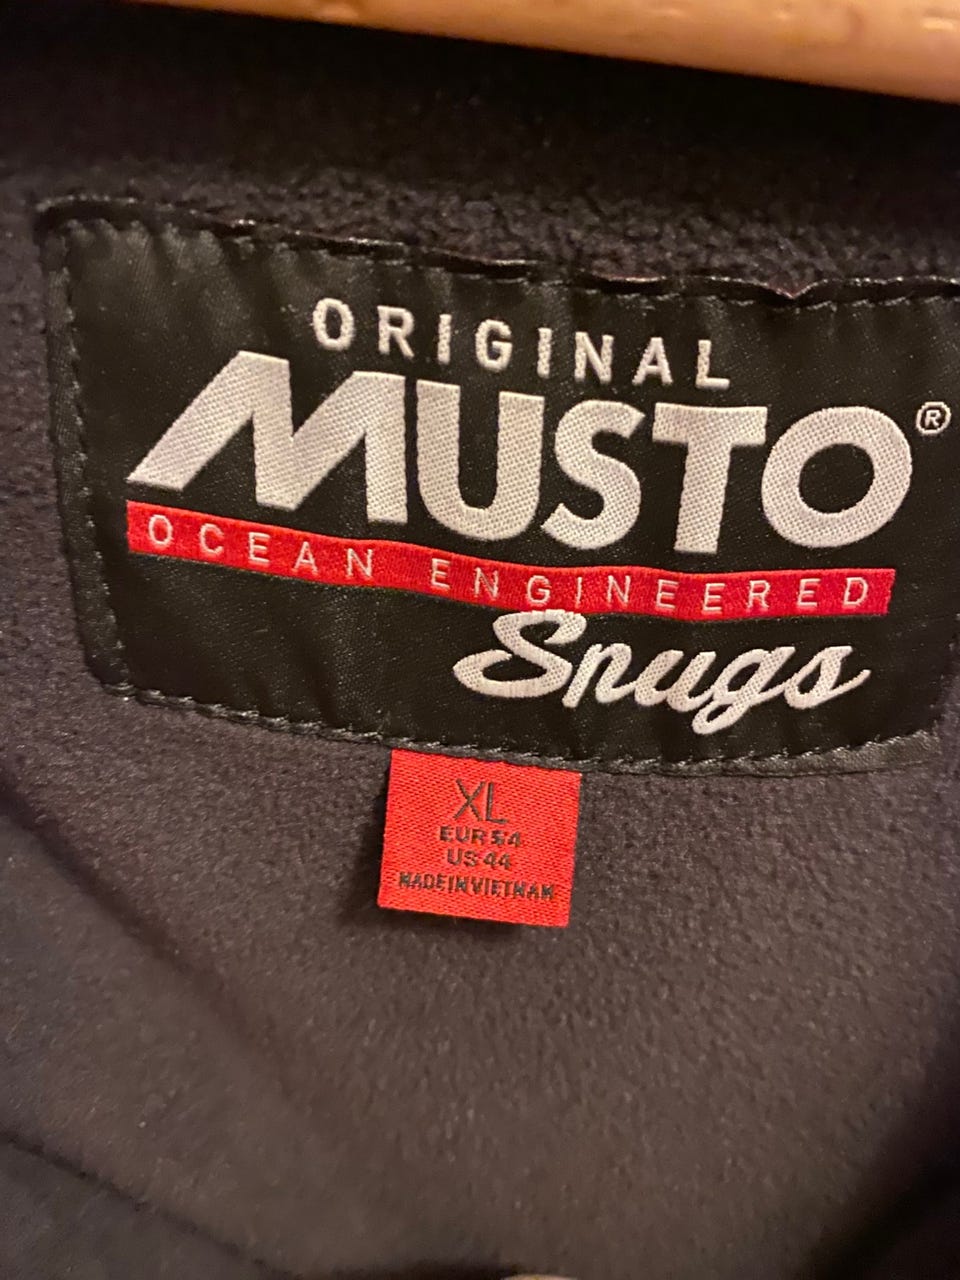 ORIGINAL
MUSTO®
OCEAN ENGINEERED
Snugs
XL
EUR 54
US 44
MADE IN VIETNAM